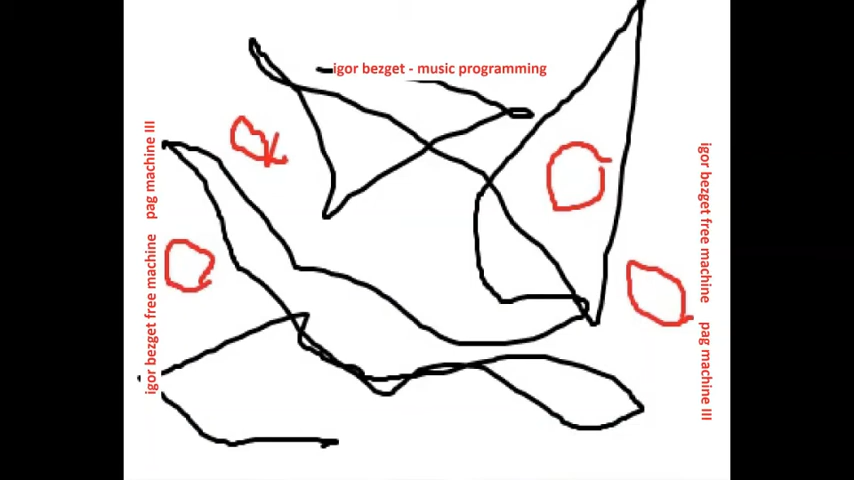 igor bezget - music programming
igor bezget free machine pag machine III
igor bezget free machine pag machine III